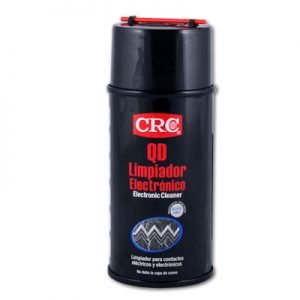 CRC
QD
Limpiador
Electrónico
Electronic Cleaner
Limpiador para contactos
eléctricos y electrónicos
No daña la capa de ozono